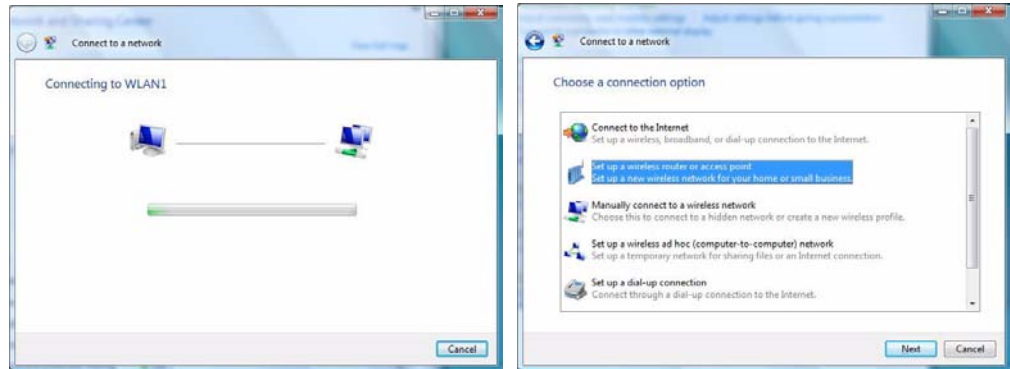 Connect to a network
Connecting to WLAN1
Cancel
Connect to a network
Choose a connection option
Connect to the Internet
Set up a wireless, broadband, or dial-up connection to the Internet.
Set up a wireless router or access point
Set up a new wireless network for your home or small business.
Manually connect to a wireless network
Choose this to connect to a hidden network or create a new wireless profile.
Set up a wireless ad hoc (computer-to-computer) network
Set up a temporary network for sharing files or an Internet connection.
Set up a dial-up connection
Connect through a dial-up connection to the Internet.
Next Cancel